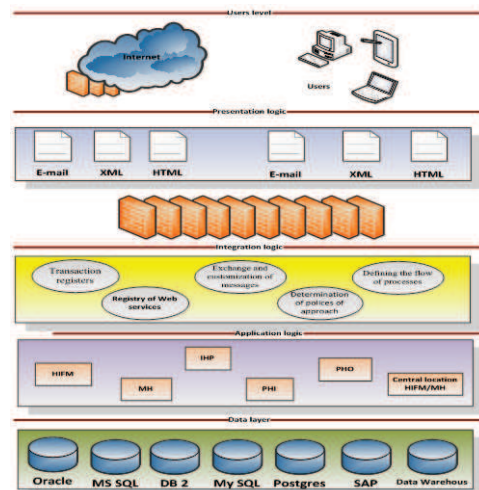 Users level
Internet
Users
Presentation logic
E-mail XML HTML E-mail XML HTML
Integration logic
Transaction
registers
Registry of Web
services
Exchange and
customization of
messages
Determination
of polices of
approach
Defining the flow
of processes
Application logic
HIFM
MH
IHP
PHI
PHO
Central location
HIFM/MH
Data layer
Oracle MS SQL DB 2 My SQL Postgres SAP Data Warehous